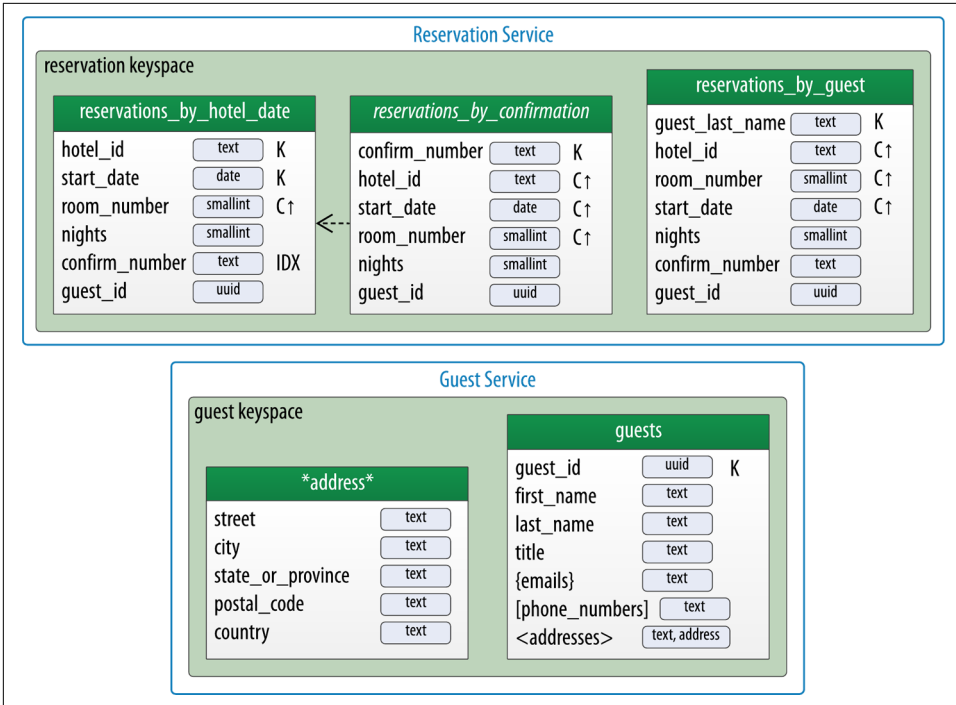 Reservation Service
reservation keyspace
reservations_by_hotel_date
hotel_id text K
start_date date K
room_number smallint C↑
nights smallint
confirm_number text IDX
guest_id uuid
reservations_by_confirmation
confirm_number text K
hotel_id text C↑
start_date date C↑
room_number smallint C↑
nights smallint
guest_id uuid
reservations_by_guest
guest_last_name text K
hotel_id text C↑
room_number smallint C↑
start_date date C↑
nights smallint
confirm_number text
guest_id uuid
Guest Service
guest keyspace
*address*
street text
city text
state_or_province text
postal_code text
country text
guests
guest_id uuid K
first_name text
last_name text
title text
{emails} text
[phone_numbers] text
<addresses> text, address